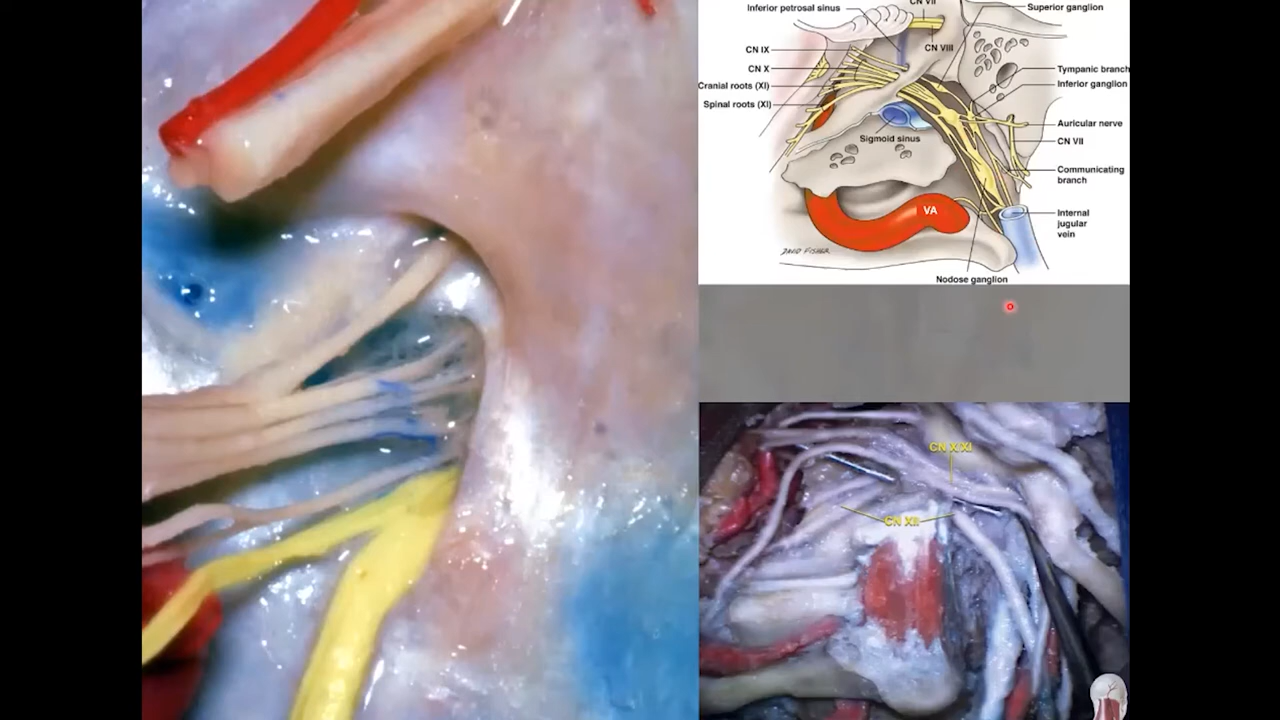 CN VII
Inferior petrosal sinus
Superior ganglion
CN IX
CN VIII
CN X
Tympanic branch
Cranial roots (XI)
Inferior ganglion
Spinal roots (XI)
Auricular nerve
Sigmoid sinus
CN VII
Communicating
branch
VA
Internal
jugular
vein
DAVID FISHER
Nodose ganglion
CN X XI
CN XII